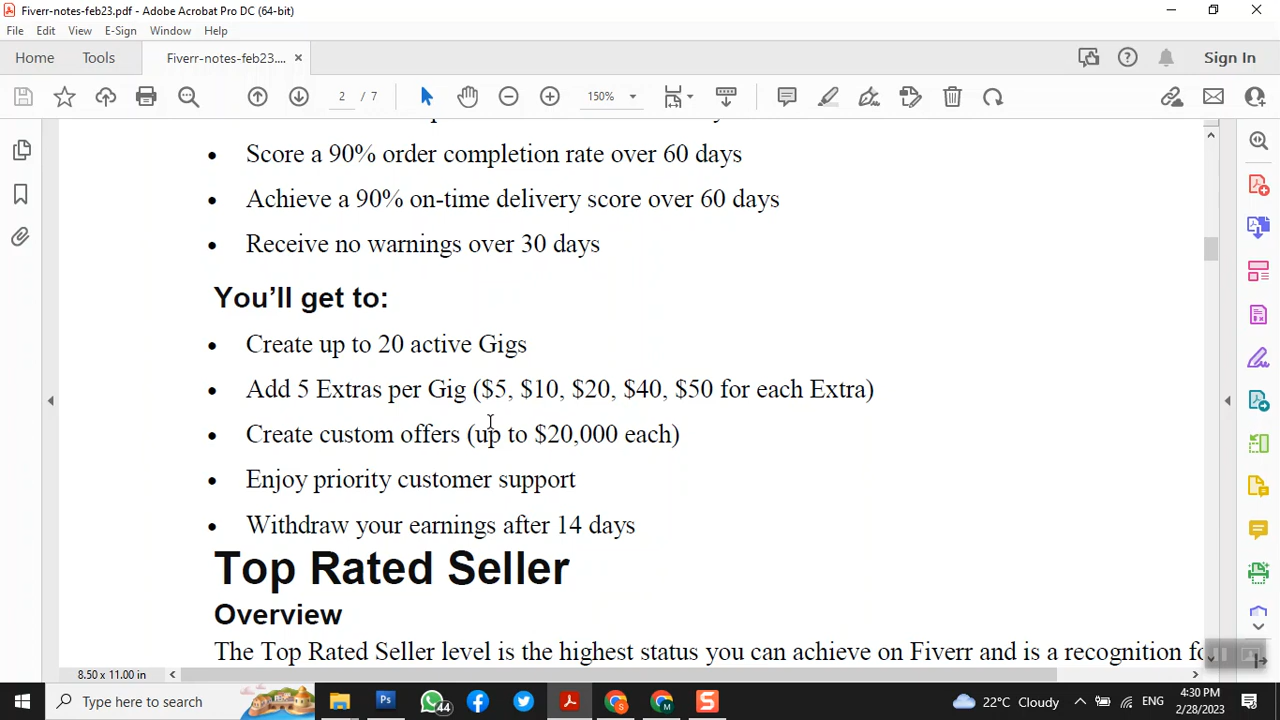 Fiverr-notes-feb23.pdf - Adobe Acrobat Pro DC (64-bit)
File Edit View E-Sign Window Help
Home Tools Fiverr-notes-feb23.... × Sign In
2 / 7 150%
• Score a 90% order completion rate over 60 days
• Achieve a 90% on-time delivery score over 60 days
• Receive no warnings over 30 days
You’ll get to:
• Create up to 20 active Gigs
• Add 5 Extras per Gig ($5, $10, $20, $40, $50 for each Extra)
• Create custom offers (up to $20,000 each)
• Enjoy priority customer support
• Withdraw your earnings after 14 days
Top Rated Seller
Overview
The Top Rated Seller level is the highest status you can achieve on Fiverr and is a recognition fo
8.50 x 11.00 in
Type here to search Ps 44 S M S 22°C Cloudy ENG 4:30 PM
2/28/2023